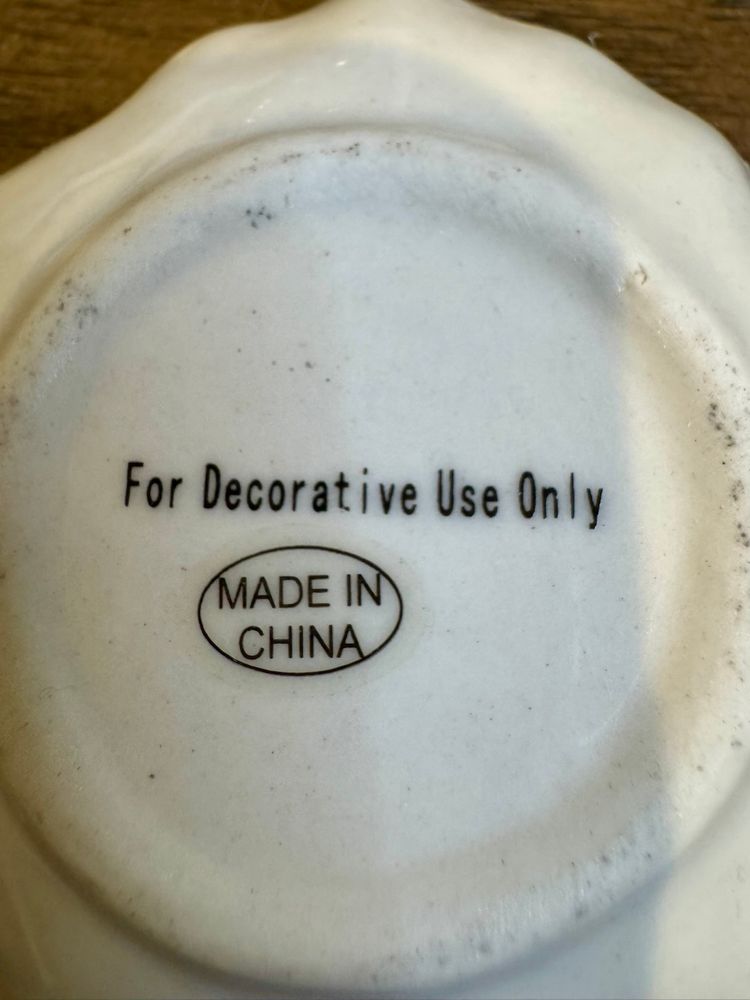 For Decorative Use Only
MADE IN
CHINA